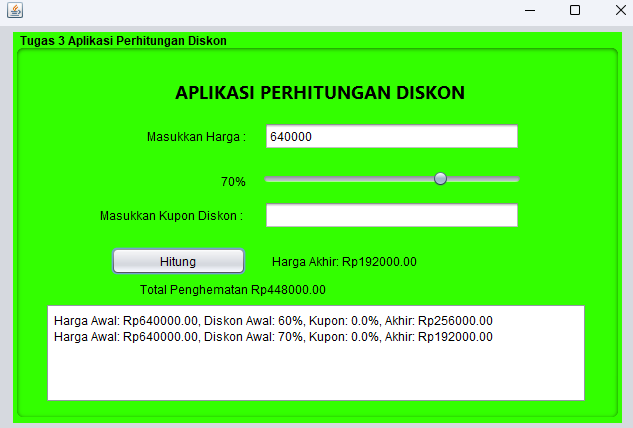 Tugas 3 Aplikasi Perhitungan Diskon
APLIKASI PERHITUNGAN DISKON
Masukkan Harga : 640000
70%
Masukkan Kupon Diskon :
Hitung Harga Akhir: Rp192000.00
Total Penghematan Rp448000.00
Harga Awal: Rp640000.00, Diskon Awal: 60%, Kupon: 0.0%, Akhir: Rp256000.00
Harga Awal: Rp640000.00, Diskon Awal: 70%, Kupon: 0.0%, Akhir: Rp192000.00